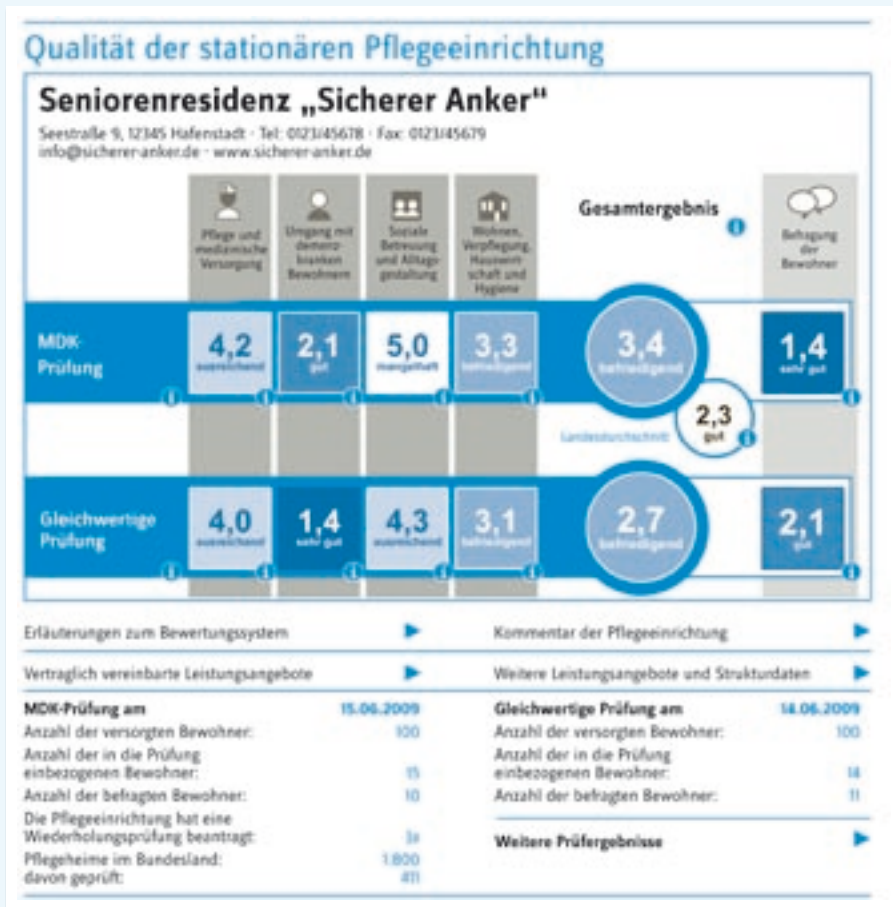 Qualität der stationären Pflegeeinrichtung
Seniorenresidenz „Sicherer Anker“
Seestraße 9, 12345 Hafenstadt · Tel: 0123/45678 · Fax: 0123/45679
info@sicherer-anker.de · www.sicherer-anker.de
Pflege und
medizinische
Versorgung
Umgang mit
demenz-
kranken
Bewohnern
Soziale
Betreuung
und Alltags-
gestaltung
Wohnen,
Verpflegung,
Hauswirt-
schaft und
Hygiene
Gesamtergebnis
Befragung
der
Bewohner
MDK-
Prüfung
4,2
ausreichend
2,1
gut
5,0
mangelhaft
3,3
befriedigend
3,4
befriedigend
1,4
sehr gut
Landesdurchschnitt
2,3
gut
Gleichwertige
Prüfung
4,0
ausreichend
1,4
sehr gut
4,3
ausreichend
3,1
befriedigend
2,7
befriedigend
2,1
gut
Erläuterungen zum Bewertungssystem
Kommentar der Pflegeeinrichtung
Vertraglich vereinbarte Leistungsangebote
Weitere Leistungsangebote und Strukturdaten
MDK-Prüfung am 15.06.2009
Anzahl der versorgten Bewohner: 100
Anzahl der in die Prüfung
einbezogenen Bewohner: 15
Anzahl der befragten Bewohner: 10
Die Pflegeeinrichtung hat eine
Wiederholungsprüfung beantragt: Ja
Pflegeheime im Bundesland: 1.800
davon geprüft: 411
Gleichwertige Prüfung am 14.06.2009
Anzahl der versorgten Bewohner: 100
Anzahl der in die Prüfung
einbezogenen Bewohner: 14
Anzahl der befragten Bewohner: 11
Weitere Prüfergebnisse